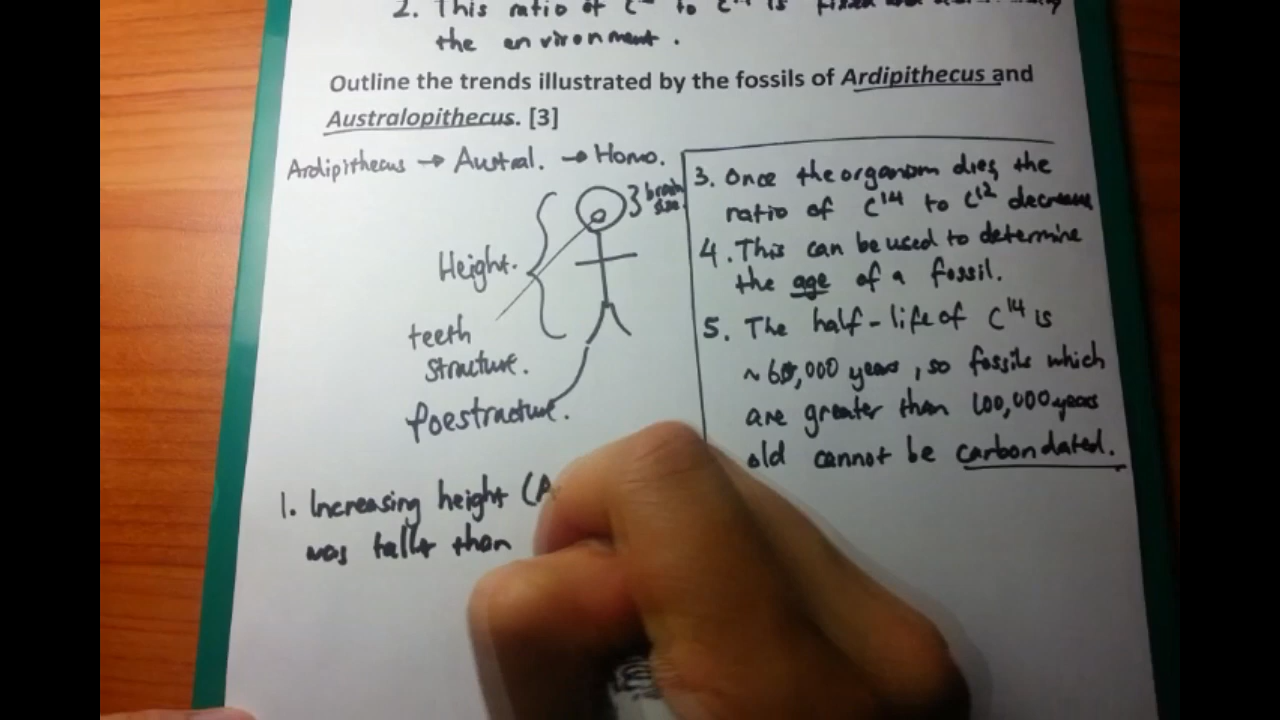 2. This ratio of C to C is
the environment.
Outline the trends illustrated by the fossils of Ardipithecus and
Australopithecus. [3]
Ardipithecus → Austral. → Homo.
brain
size.
Height.
teeth
structure.
foestructure.
1. Increasing height (A
was taller than
3. Once the organism dies, the
ratio of C14 to C12 decreases
4. This can be used to determine
the age of a fossil.
5. The half-life of C14 is
~60,000 years, so fossils which
are greater than 100,000 years
old cannot be carbondated.